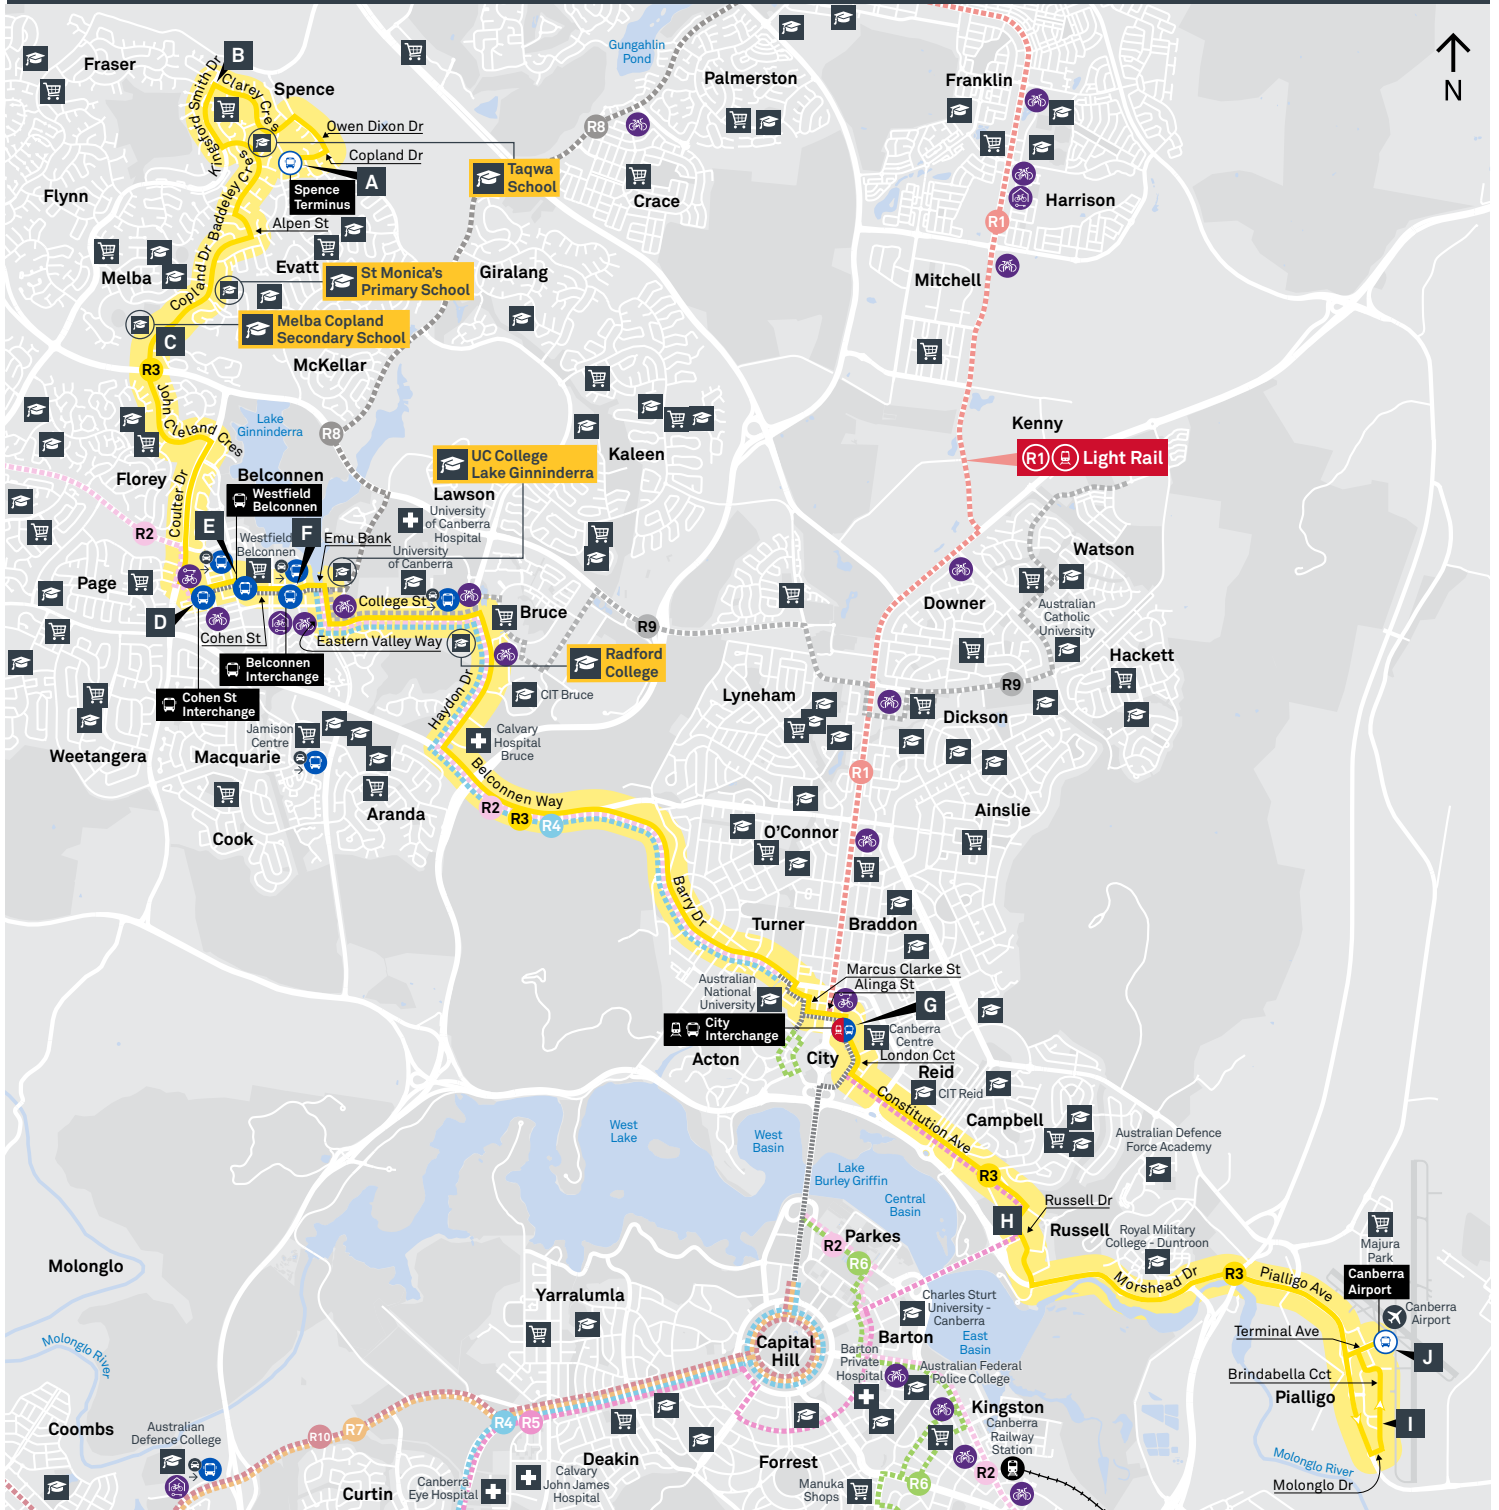 Fraser
B
Spence
Kingsford Smith Dr
Clarey Cres
Owen Dixon Dr
Copland Dr
A
Spence
Terminus
Taqwa
School
Gungahlin
Pond
Palmerston
R8
Crace
Franklin
Harrison
R1
Mitchell
N
Flynn
Baddeley Cres
Alpen St
Evatt
Melba
Copland Dr
St Monica's
Primary School
Giralang
Melba Copland
Secondary School
C
R3
McKellar
John Cleland Cres
Lake
Ginninderra
R8
Kaleen
Kenny
R1
Light Rail
UC College
Lake Ginninderra
Florey
Belconnen
Westfield
Belconnen
Lawson
University
of Canberra
Hospital
Coulter Dr
R2
E
Westfield
Belconnen
F
Emu Bank
University
of Canberra
Page
D
Cohen St
College St
Eastern Valley Way
Bruce
R9
Watson
Downer
Australian
Catholic
University
Hackett
R9
Belconnen
Interchange
Cohen St
Interchange
Radford
College
CIT Bruce
Haydon Dr
Lyneham
Dickson
Jamison
Centre
Weetangera
Macquarie
Calvary
Hospital
Bruce
R1
Belconnen Way
R2
R3
R4
Aranda
Cook
O'Connor
Ainslie
Barry Dr
Turner
Braddon
Marcus Clarke St
Alinga St
Australian
National
University
G
City
Interchange
Canberra
Centre
Acton
City
London Cct
Reid
CIT Reid
Constitution Ave
Campbell
Australian Defence
Force Academy
West
Lake
West
Basin
Lake
Burley Griffin
Central
Basin
R3
Russell Dr
H
Russell
Royal Military
College - Duntroon
Majura
Park
Parkes
R2
R6
Morshead Dr
R3
Pialligo Ave
Canberra
Airport
Canberra
Airport
Molonglo
Yarralumla
Charles Sturt
University -
Canberra
East
Basin
Barton
Capital
Hill
Barton
Private
Hospital
Australian Federal
Police College
Terminal Ave
J
Brindabella Cct
Pialligo
I
Molonglo River
Molonglo River
Molonglo Dr
Coombs
Australian
Defence College
R10
R7
R4
R5
Deakin
Kingston
Canberra
Railway
Station
R2
Forrest
Manuka
Shops
R6
Curtin
Canberra
Eye Hospital
Calvary
John James
Hospital